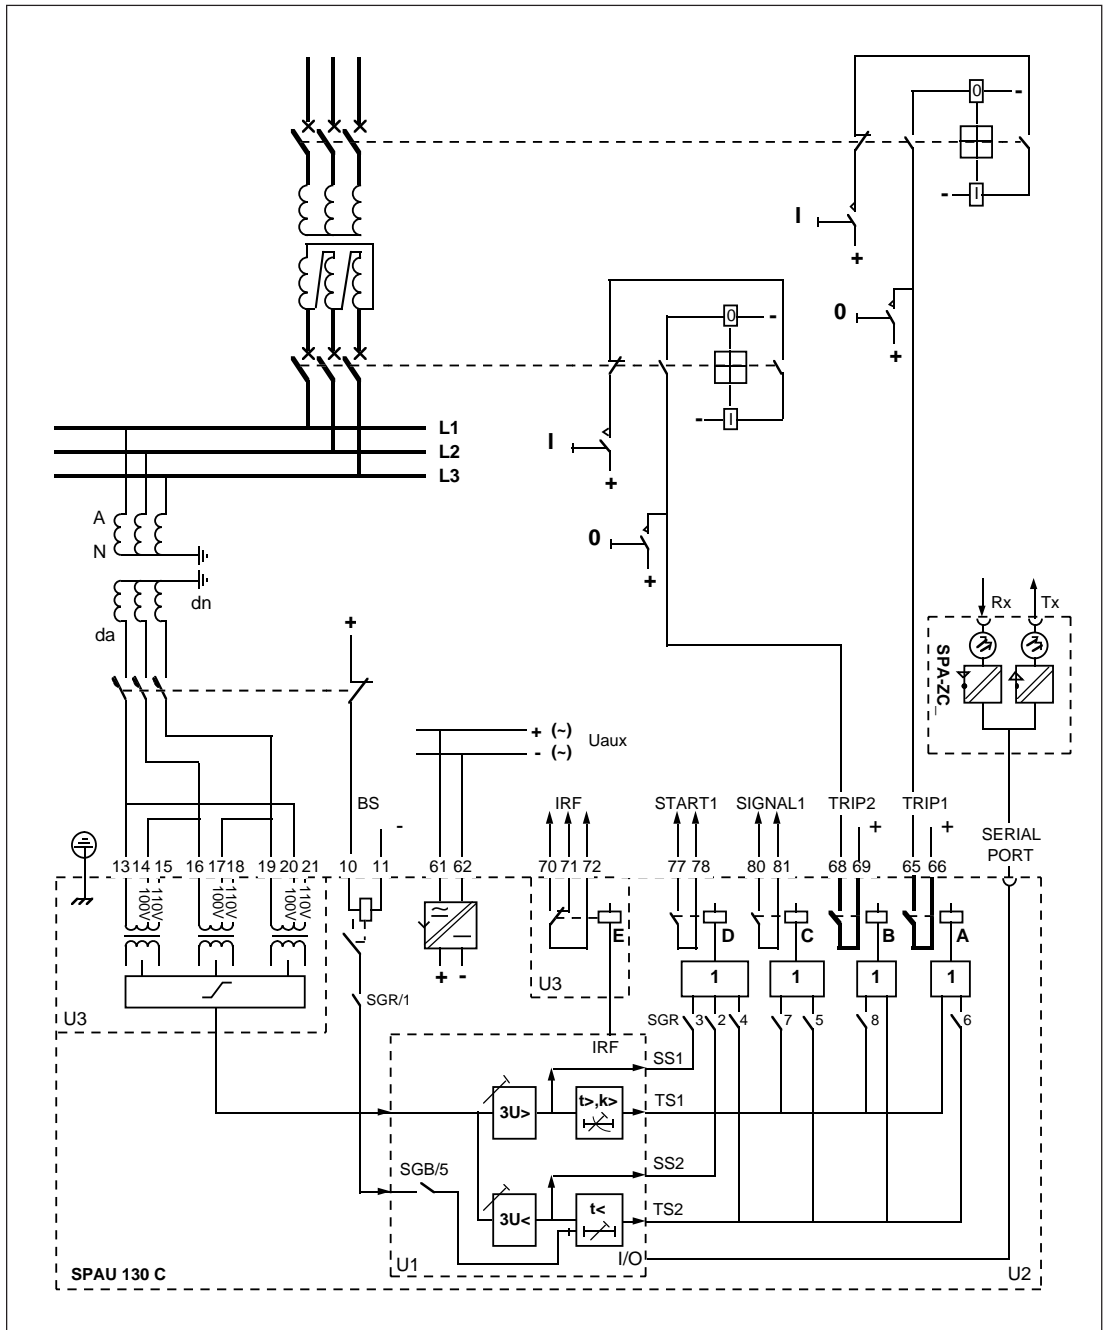 0 -
I
- I
+
0
+
0 -
I
- I
+
0
+
L1
L2
L3
A
N
dn
da
+
Rx Tx
SPA-ZC_
+ (~)
- (~)
Uaux
BS
-
IRF START1 SIGNAL1 TRIP2 TRIP1
+ +
SERIAL
PORT
13 14 15 16 17 18 19 20 21 10 11 61 62 70 71 72 77 78 80 81 68 69 65 66
100V 110V 100V 110V 100V 110V
E D C B A
+ -
U3
1 1 1 1
U3
SGR/1
SGR 3 2 4 7 5 8 6
IRF
SS1
3U> t>,k> TS1
SGB/5
SS2
3U< t< TS2
U1 I/O
SPAU 130 C U2